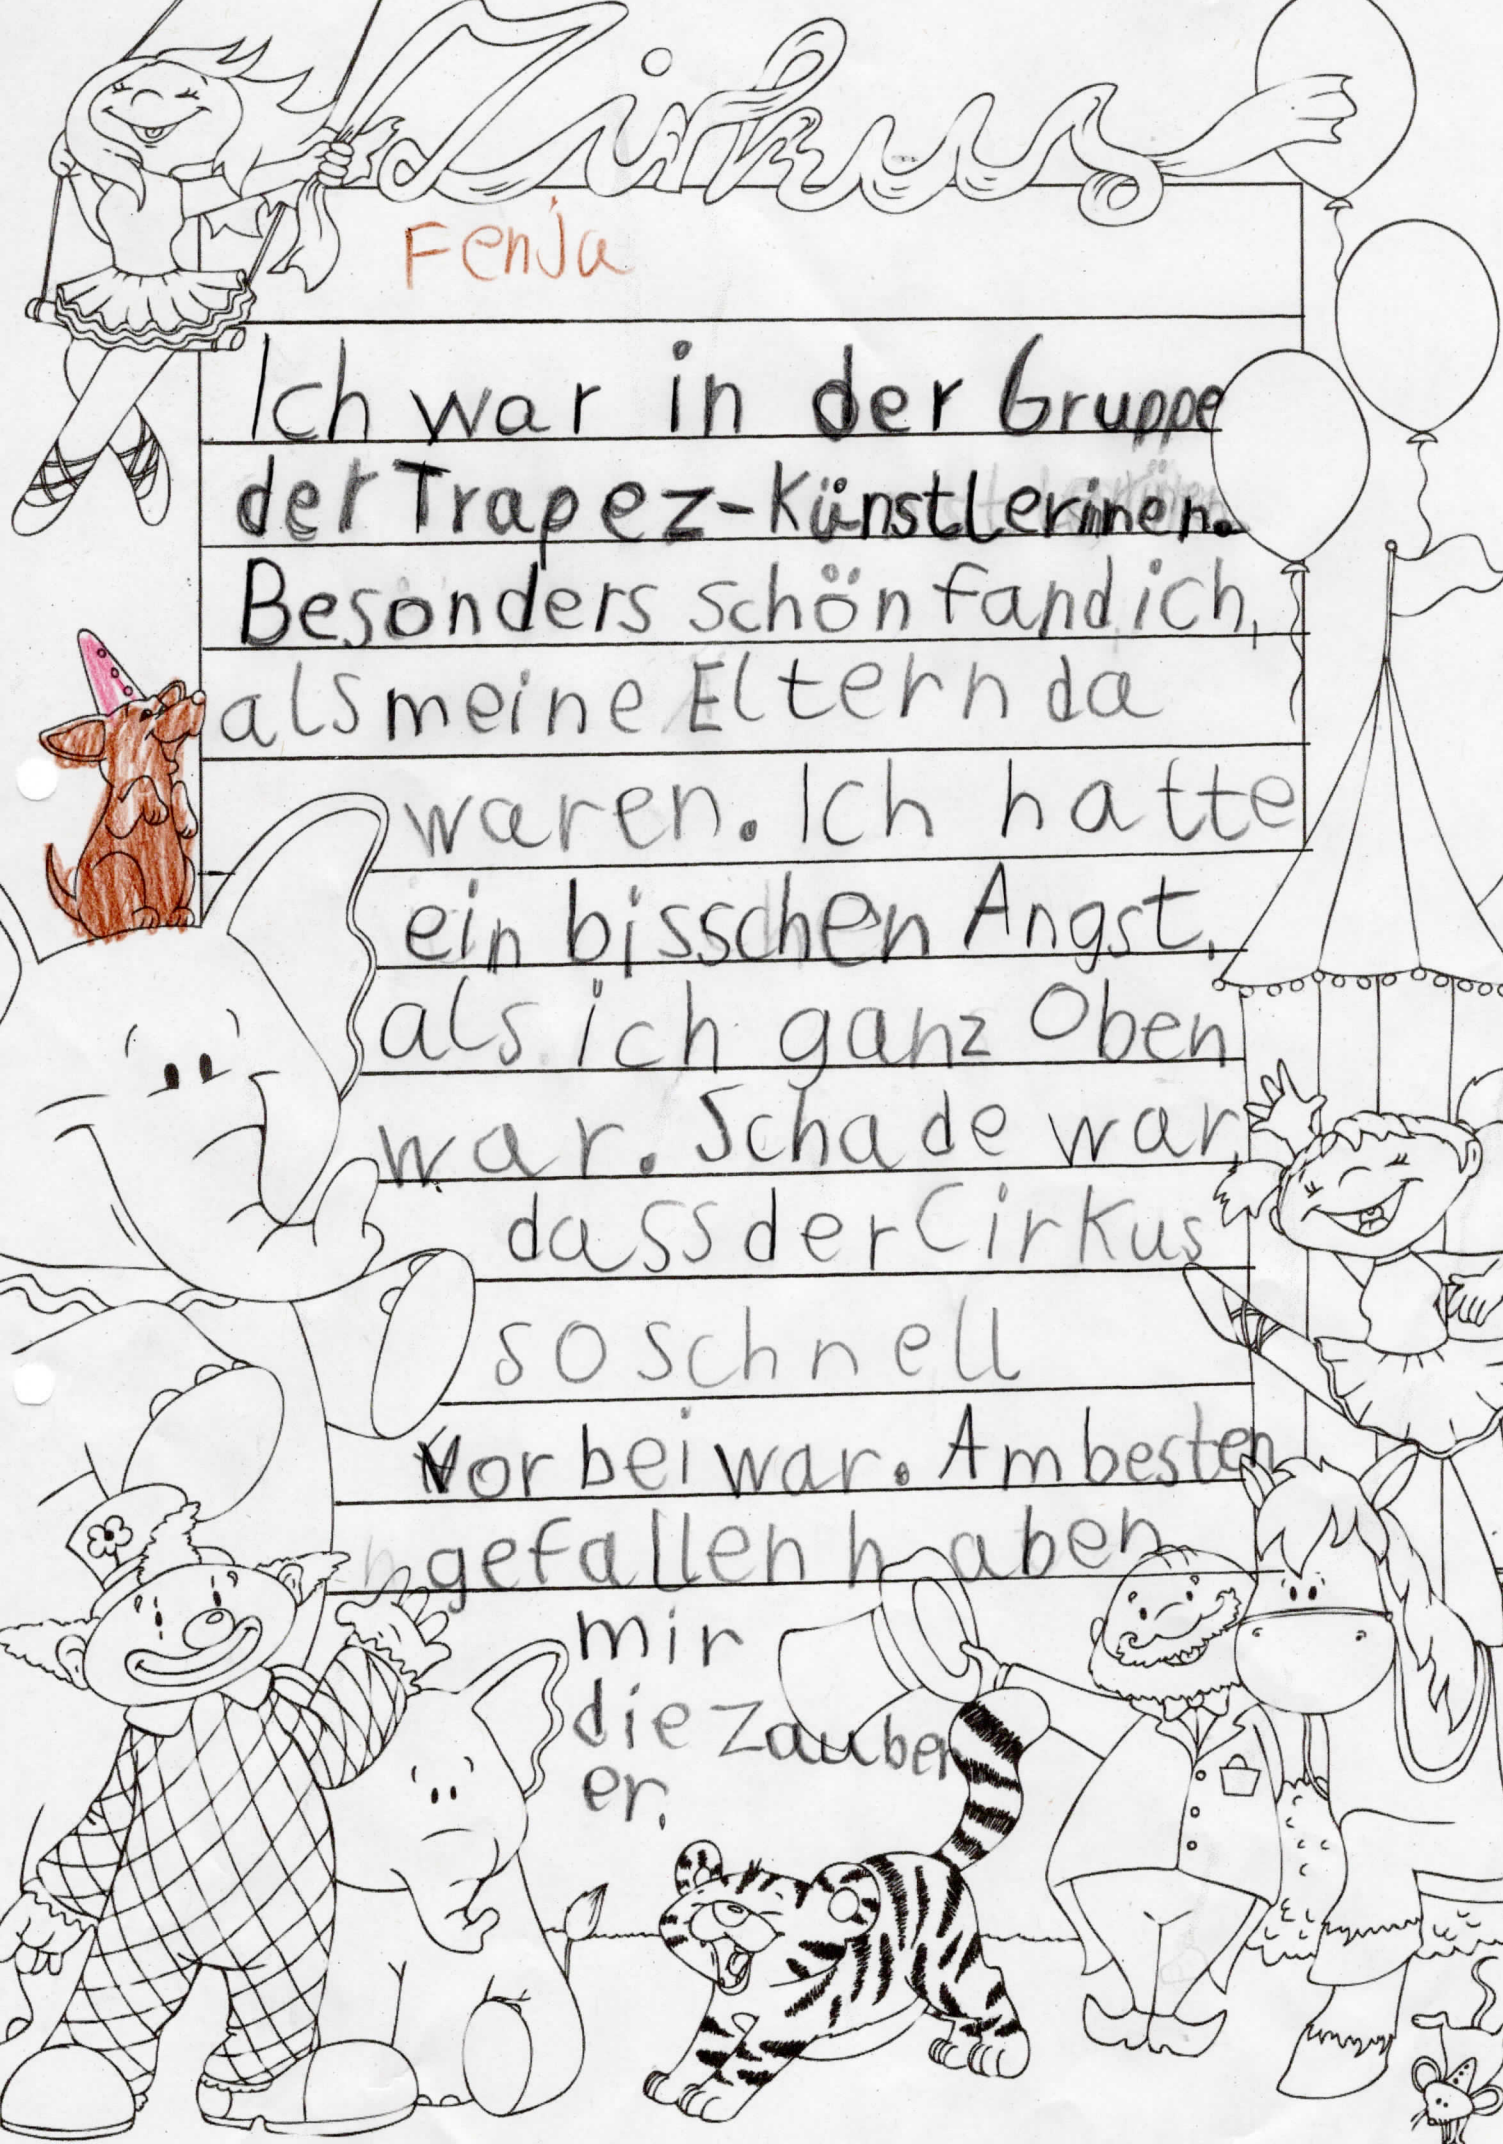 Zirkus
Fenja
Ich war in der Gruppe
der Trapez-Künstlerinnen.
Besonders schön fand ich,
als meine Eltern da
waren. Ich hatte
ein bisschen Angst,
als ich ganz Oben
war. Schade war,
dass der Cirkus
so schnell
Vorbei war. Am besten
gefallen haben
mir
die Zauber
er.